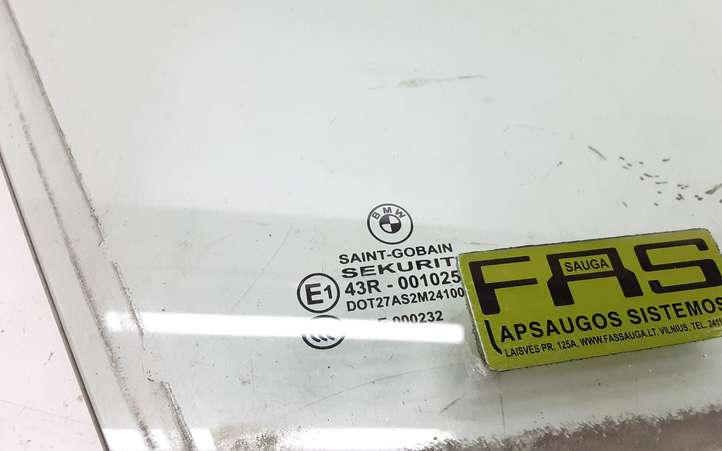 BMW
SAINT-GOBAIN
SEKURIT
E1
43R - 001025
DOT27AS2M24100
E 000232
FAS
SAUGA
APSAUGOS SISTEMOS
LAISVĖS PR. 125A. WWW.FASSAUGA.LT. VILNIUS, TEL.